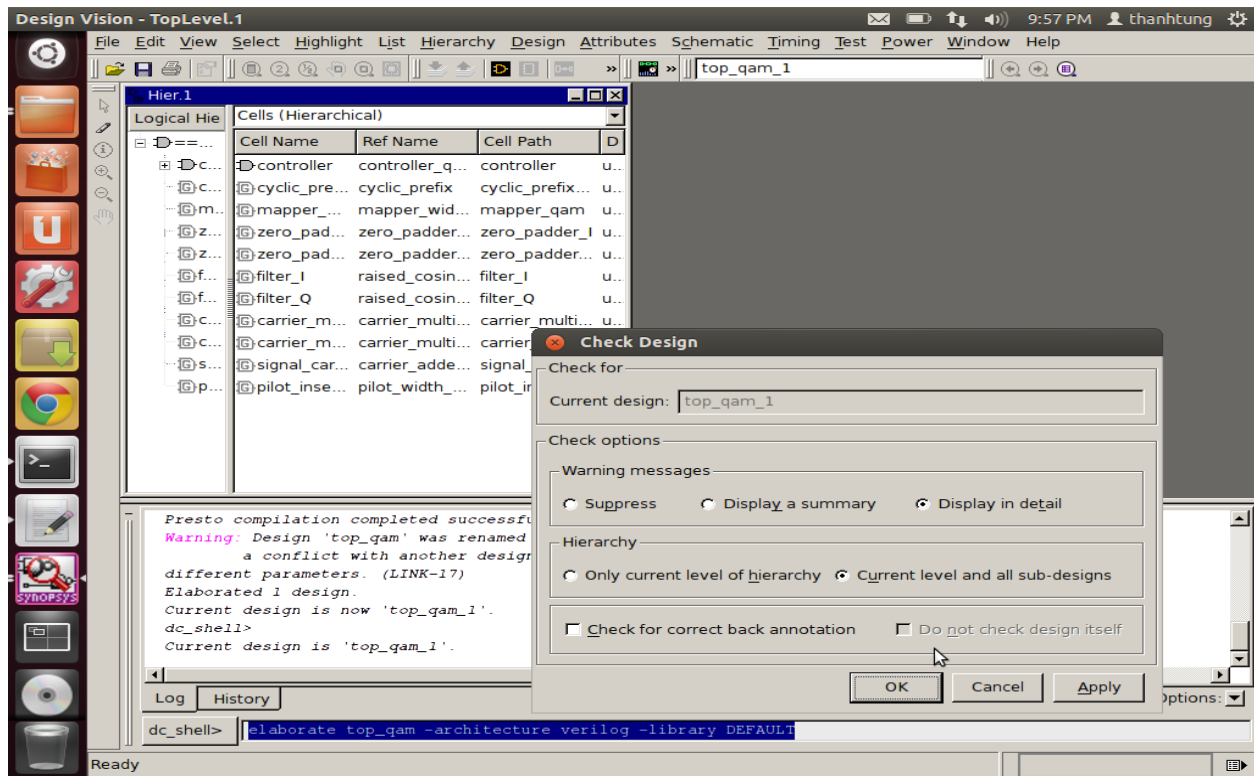 Design Vision - TopLevel.1
9:57 PM thanhtung
File Edit View Select Highlight List Hierarchy Design Attributes Schematic Timing Test Power Window Help
» » top_qam_1
Hier.1
Logical Hie Cells (Hierarchical)
==... Cell Name Ref Name Cell Path D
c... controller controller_q... controller u...
c... cyclic_pre... cyclic_prefix cyclic_prefix... u...
m... mapper_... mapper_wid... mapper_qam u...
z... zero_pad... zero_padder... zero_padder_I u...
z... zero_pad... zero_padder... zero_padder... u...
f... filter_I raised_cosin... filter_I u...
f... filter_Q raised_cosin... filter_Q u...
c... carrier_m... carrier_multi... carrier_multi... u...
c... carrier_m... carrier_multi... carrier_
s... signal_car... carrier_adde... signal_
p... pilot_inse... pilot_width_... pilot_in
Check Design
Check for
Current design: top_qam_1
Check options
Warning messages
Suppress Display a summary Display in detail
Hierarchy
Only current level of hierarchy Current level and all sub-designs
Check for correct back annotation Do not check design itself
OK Cancel Apply
Presto compilation completed successfu
Warning: Design 'top_qam' was renamed
a conflict with another design
different parameters. (LINK-17)
Elaborated 1 design.
Current design is now 'top_qam_1'.
dc_shell>
Current design is 'top_qam_1'.
Log History
Options:
dc_shell> elaborate top_qam -architecture verilog -library DEFAULT
Ready
SYNOPSYS